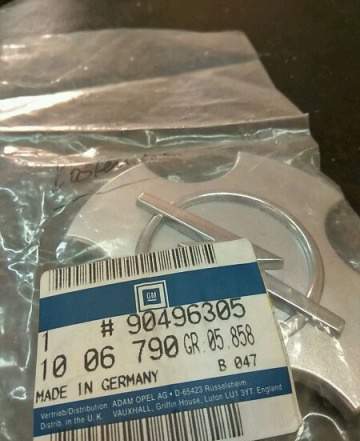 GM
1 # 90496305
10 06 790 GR.05.858
MADE IN GERMANY B 047
Vertrieb/Distribution ADAM OPEL AG • D-65423 Rüsselsheim
Distrib. in the U.K. VAUXHALL, Griffin House, Luton LU1 3YT. England